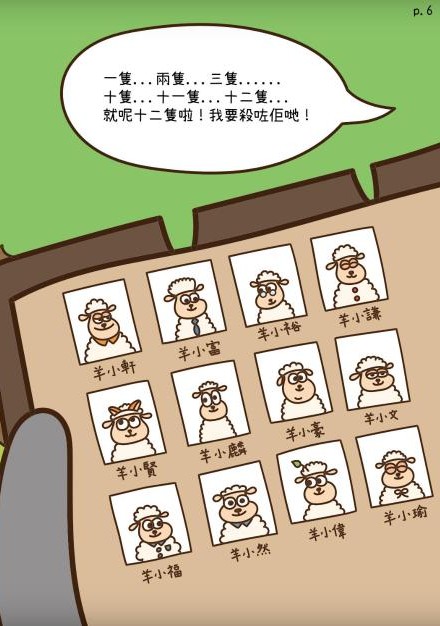 p.6
一隻...兩隻...三隻......
十隻...十一隻...十二隻...
就呢十二隻啦！我要殺咗佢哋！
羊小軒
羊小富
羊小裕
羊小謙
羊小賢
羊小麟
羊小豪
羊小文
羊小福
羊小然
羊小偉
羊小瑜